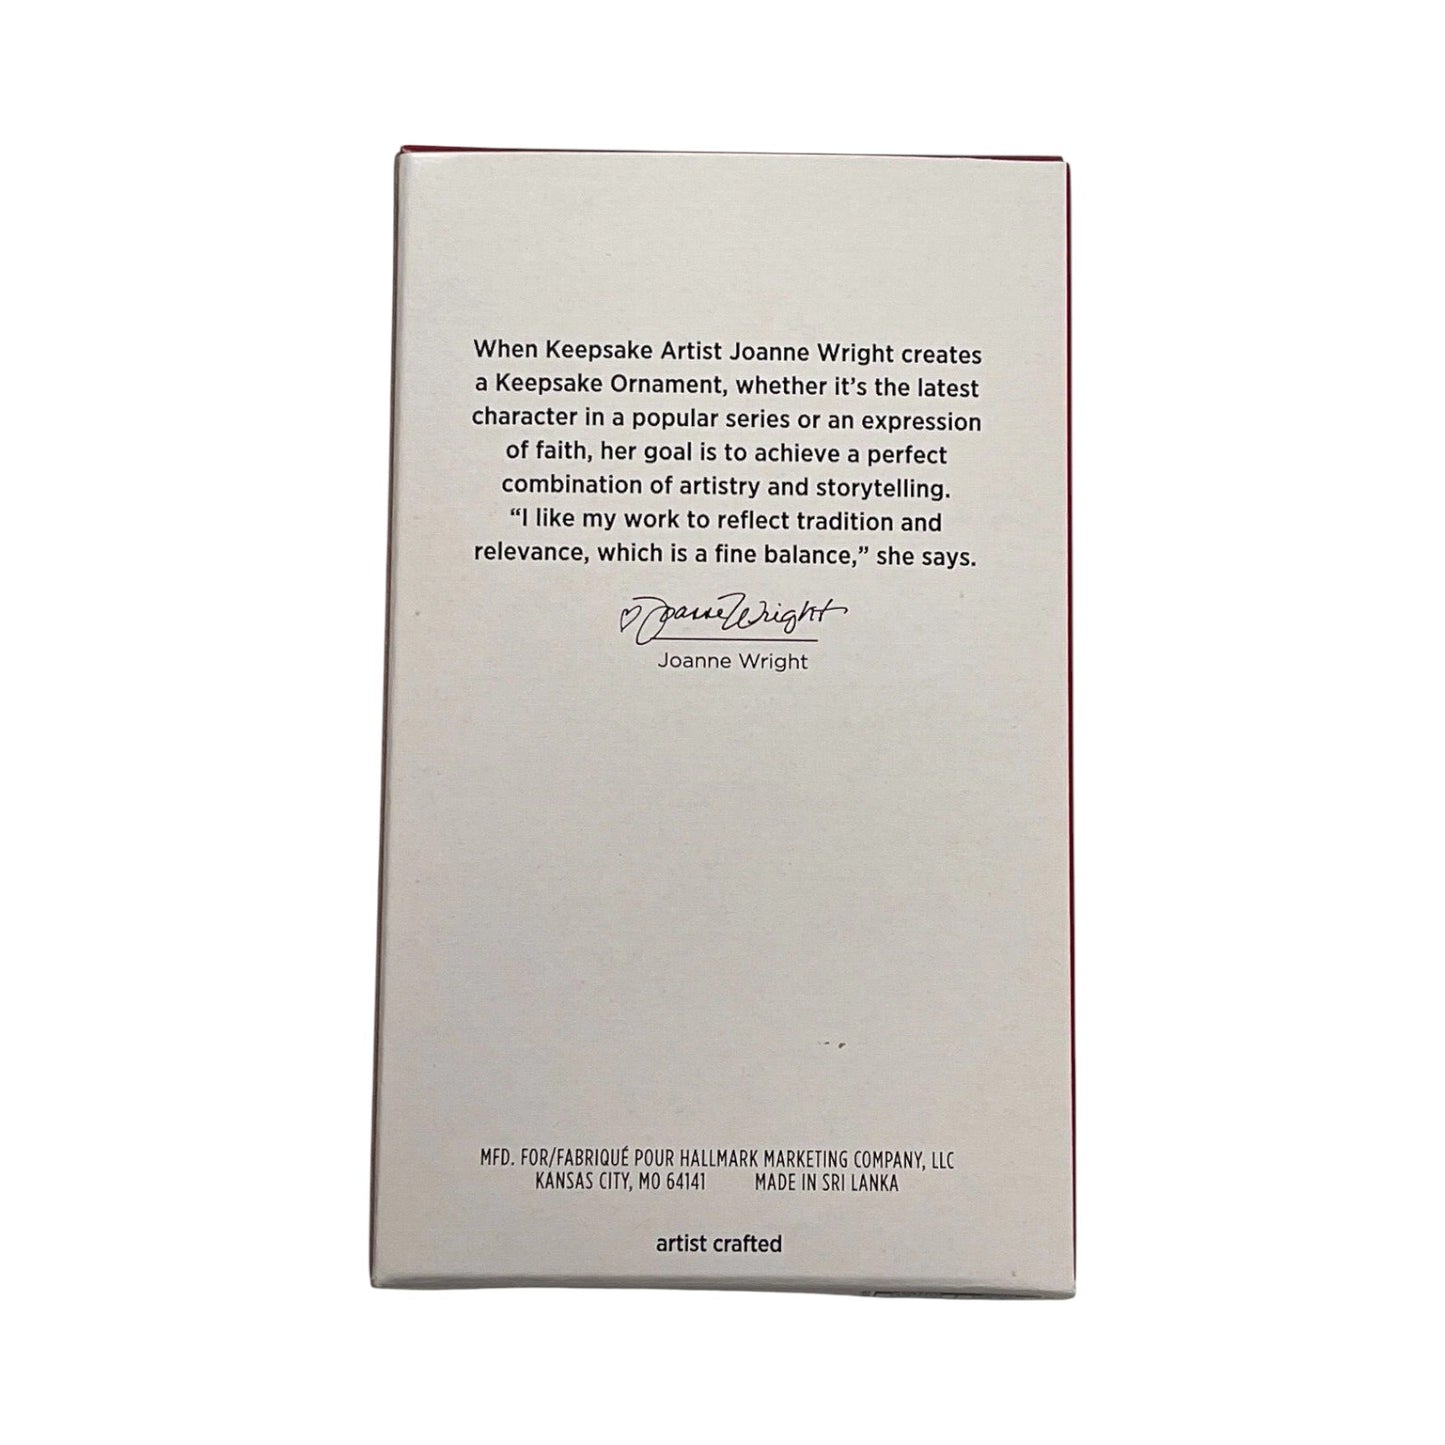 When Keepsake Artist Joanne Wright creates
a Keepsake Ornament, whether it’s the latest
character in a popular series or an expression
of faith, her goal is to achieve a perfect
combination of artistry and storytelling.
“I like my work to reflect tradition and
relevance, which is a fine balance,” she says.
Joanne Wright
Joanne Wright
MFD. FOR/FABRIQUÉ POUR HALLMARK MARKETING COMPANY, LLC
KANSAS CITY, MO 64141 MADE IN SRI LANKA
artist crafted